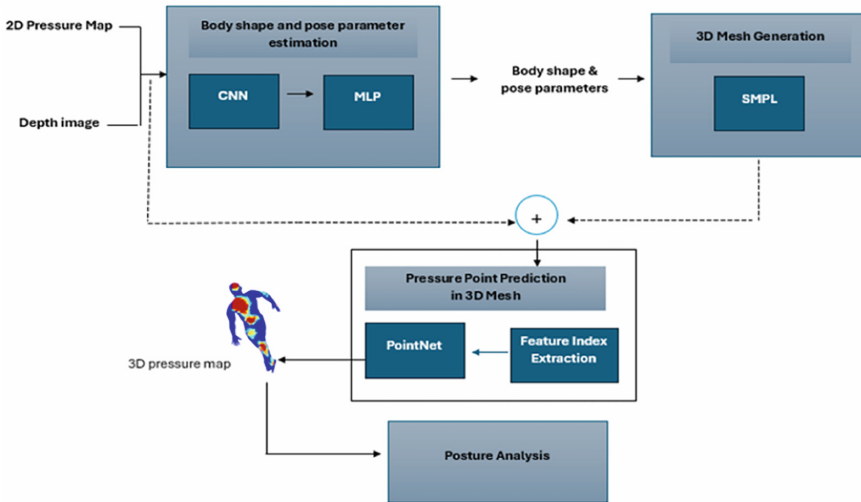 2D Pressure Map
Depth image
Body shape and pose parameter
estimation
CNN
MLP
Body shape &
pose parameters
3D Mesh Generation
SMPL
+
Pressure Point Prediction
in 3D Mesh
PointNet
Feature Index
Extraction
3D pressure map
Posture Analysis